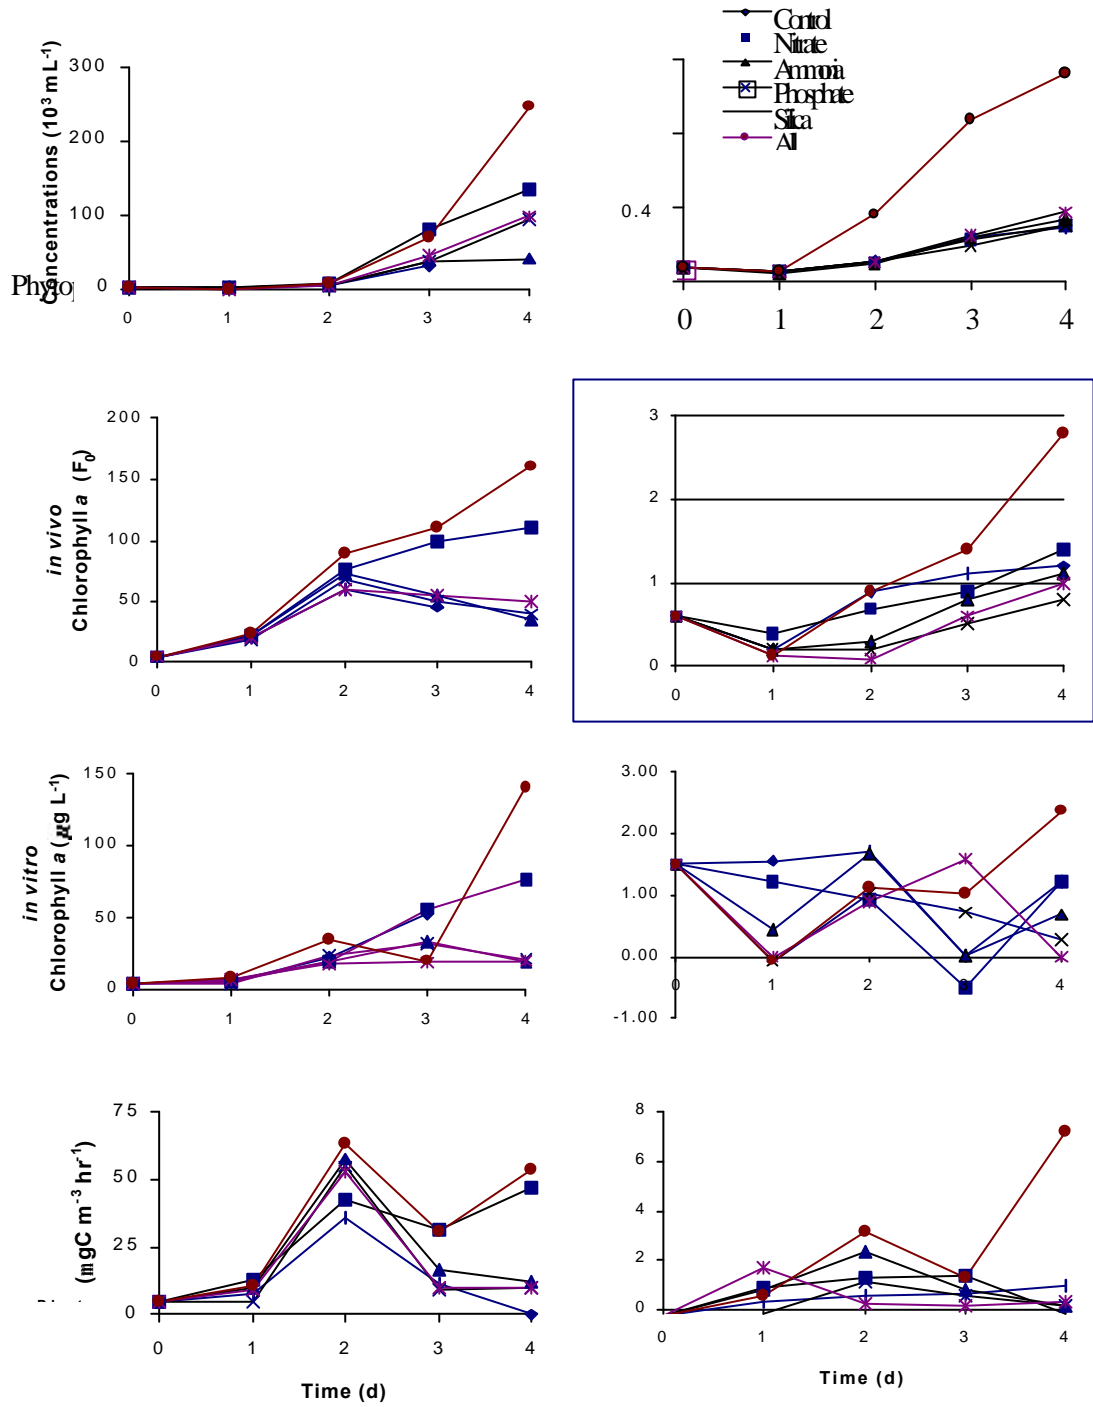 Control
Nitrate
Ammonia
Phosphate
Silica
All
Concentrations (10³ mL⁻¹)
300
200
100
0
Phytop
0 1 2 3 4
0.4
0 1 2 3 4
in vivo
Chlorophyll a (F₀)
200
150
100
50
0
0 1 2 3 4
3
2
1
0
0 1 2 3 4
in vitro
Chlorophyll a (µg L⁻¹)
150
100
50
0
0 1 2 3 4
3.00
2.00
1.00
0.00
-1.00
0 1 2 3 4
(mgC m⁻³ hr⁻¹)
75
50
25
0
0 1 2 3 4
Time (d)
8
6
4
2
0
0 1 2 3 4
Time (d)